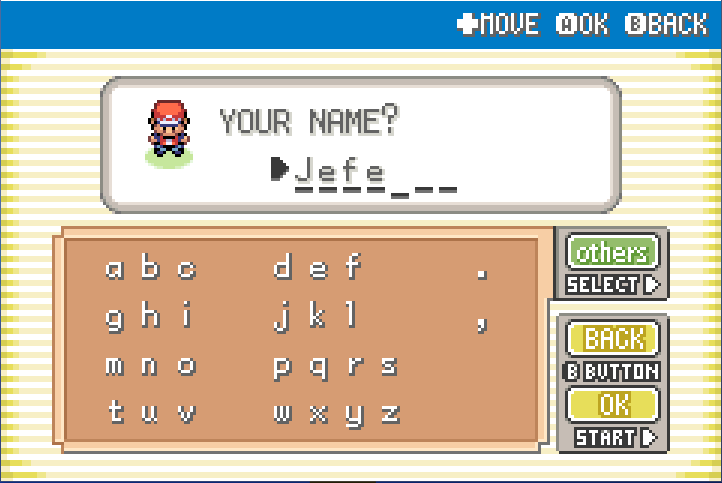 MOVE AOK BBACK
YOUR NAME?
Jefe
a b c d e f .
g h i j k l ,
m n o p q r s
t u v w x y z
others
SELECT
BACK
B BUTTON
OK
START